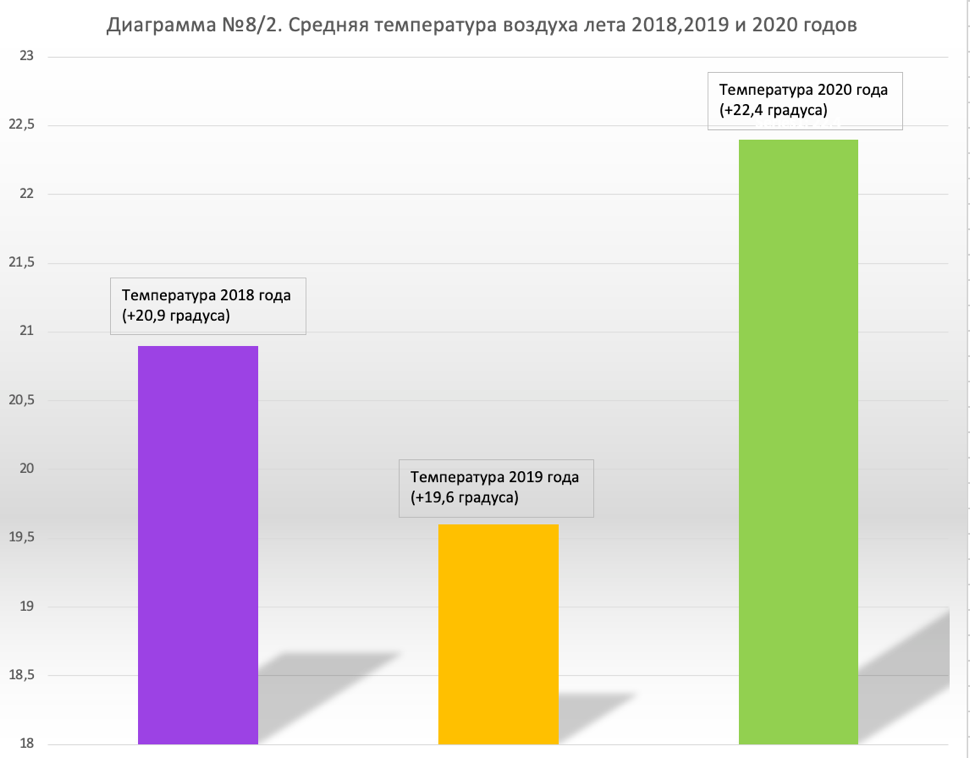 Диаграмма №8/2. Средняя температура воздуха лета 2018,2019 и 2020 годов
23
22,5
22
21,5
21
20,5
20
19,5
19
18,5
18
Температура 2018 года
(+20,9 градуса)
Температура 2019 года
(+19,6 градуса)
Температура 2020 года
(+22,4 градуса)